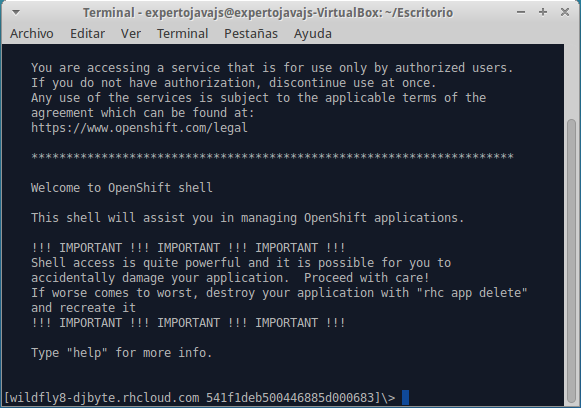 Terminal - expertojavajs@expertojavajs-VirtualBox: ~/Escritorio
Archivo Editar Ver Terminal Pestañas Ayuda
You are accessing a service that is for use only by authorized users.
If you do not have authorization, discontinue use at once.
Any use of the services is subject to the applicable terms of the
agreement which can be found at:
https://www.openshift.com/legal
*********************************************************************
Welcome to OpenShift shell
This shell will assist you in managing OpenShift applications.
!!! IMPORTANT !!! IMPORTANT !!! IMPORTANT !!!
Shell access is quite powerful and it is possible for you to
accidentally damage your application.  Proceed with care!
If worse comes to worst, destroy your application with "rhc app delete"
and recreate it
!!! IMPORTANT !!! IMPORTANT !!! IMPORTANT !!!
Type "help" for more info.
[wildfly8-djbyte.rhcloud.com 541f1deb500446885d000683]\>